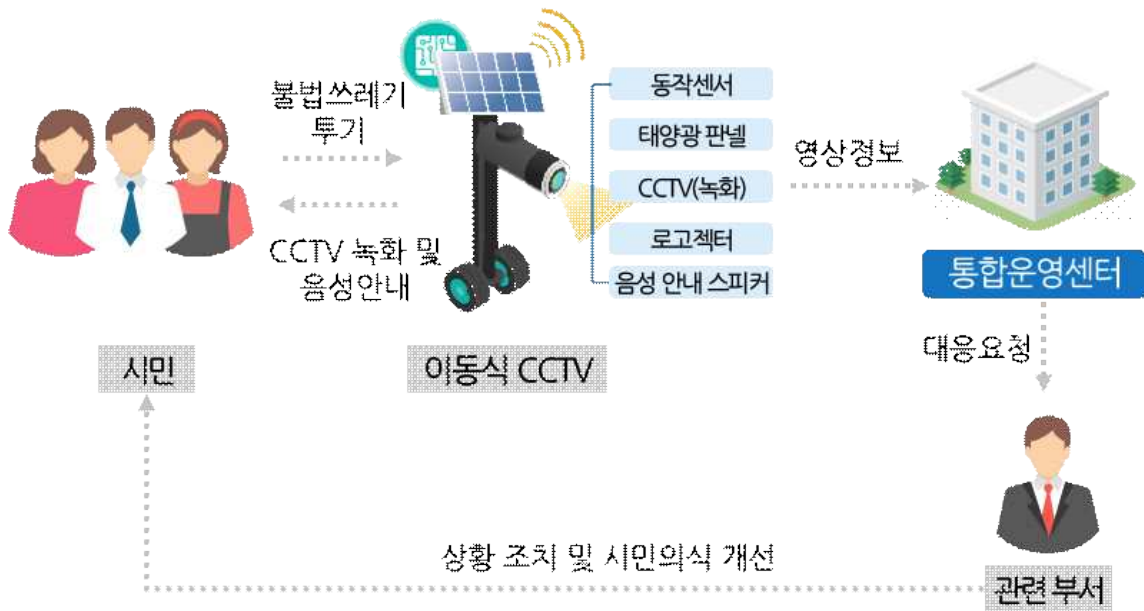 불법쓰레기
투기
CCTV 녹화 및
음성안내
시민
이동식 CCTV
동작센서
태양광 판넬
CCTV(녹화)
로고젝터
음성 안내 스피커
영상정보
통합운영센터
대응요청
관련 부서
상황 조치 및 시민의식 개선